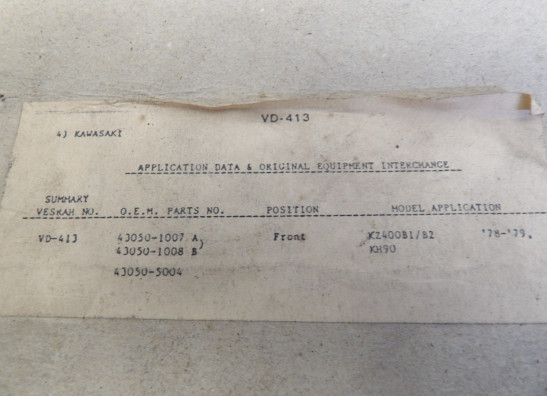 VD-413
4) KAWASAKI
APPLICATION DATA & ORIGINAL EQUIPMENT INTERCHANGE
SUMMARY
VESRAH NO. O.E.M. PARTS NO. POSITION MODEL APPLICATION
VD-413 43050-1007 A) Front KZ400B1/B2 '78-'79,
43050-1008 B KH90
43050-5004